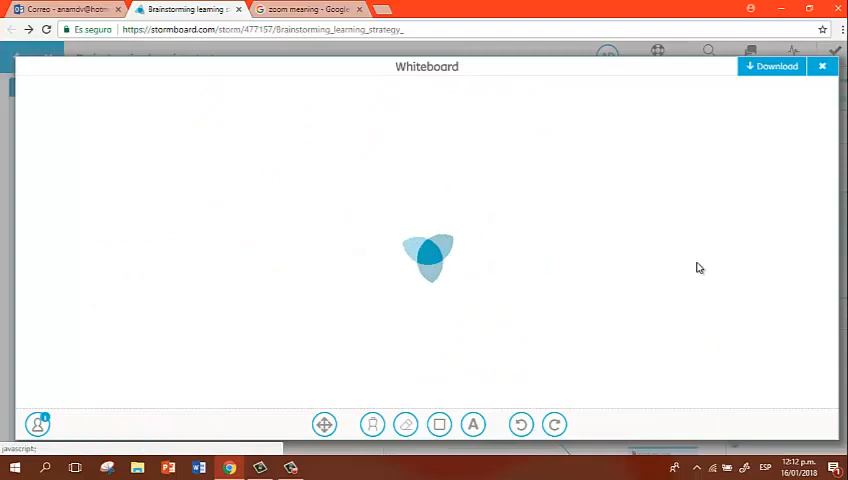 Correo - anamdv@hotm
Brainstorming learning s
zoom meaning - Google
Es seguro
https://stormboard.com/storm/477157/Brainstorming_learning_strategy_
Whiteboard
Download
A
javascript:
ESP
12:12 p.m.
16/01/2018